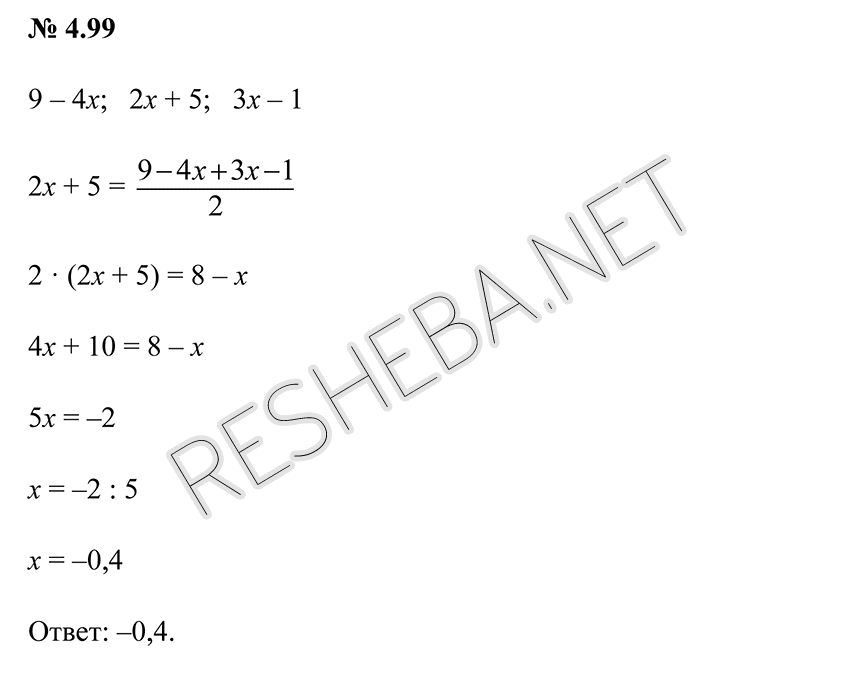 № 4.99
9 – 4x; 2x + 5; 3x – 1
2x + 5 = \frac{9–4x+3x–1}{2}
2 · (2x + 5) = 8 – x
4x + 10 = 8 – x
5x = –2
x = –2 : 5
x = –0,4
Ответ: –0,4.
RESHEBA.NET